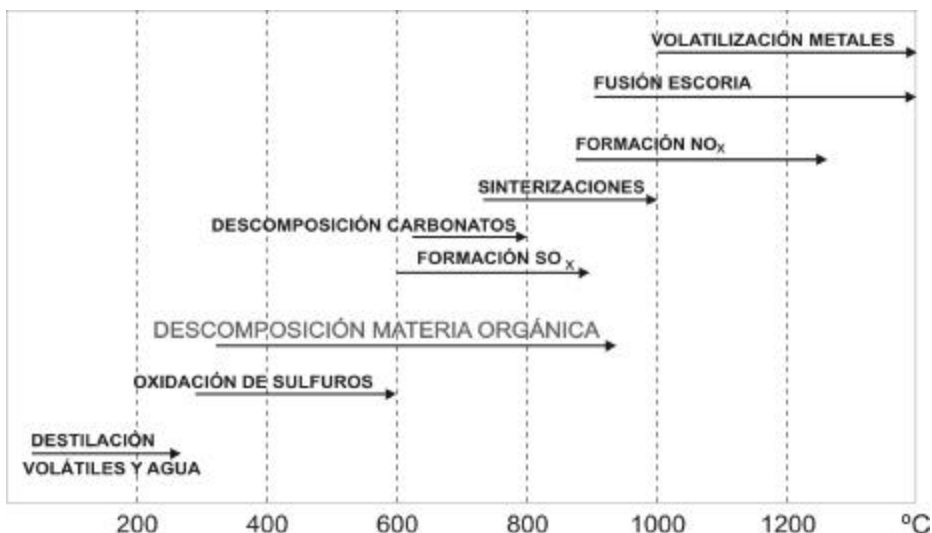 VOLATILIZACIÓN METALES
FUSIÓN ESCORIA
FORMACIÓN NOX
SINTERIZACIONES
DESCOMPOSICIÓN CARBONATOS
FORMACIÓN SO X
DESCOMPOSICIÓN MATERIA ORGÁNICA
OXIDACIÓN DE SULFUROS
DESTILACIÓN
VOLÁTILES Y AGUA
200 400 600 800 1000 1200 ºC